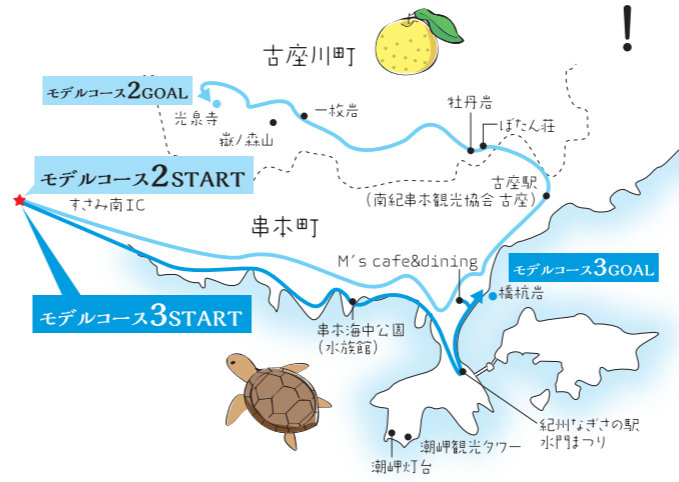 !
古座川町
モデルコース2GOAL
光泉寺
嶽ノ森山
一枚岩
牡丹岩
ぼたん荘
モデルコース2START
すさみ南IC
古座駅
(南紀串本観光協会 古座)
串本町
M's cafe&dining
モデルコース3GOAL
橋杭岩
モデルコース3START
串本海中公園
(水族館)
紀州なぎさの駅
水門まつり
潮岬観光タワー
潮岬灯台